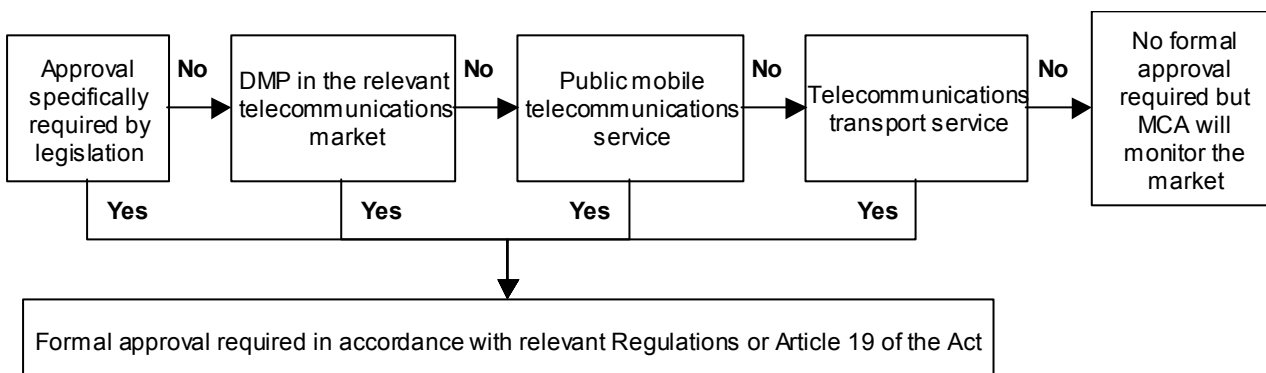 Approval
specifically
required by
legislation
No
DMP in the relevant
telecommunications
market
No
Public mobile
telecommunications
service
No
Telecommunications
transport service
No
No formal
approval
required but
MCA will
monitor the
market
Yes
Yes
Yes
Yes
Formal approval required in accordance with relevant Regulations or Article 19 of the Act